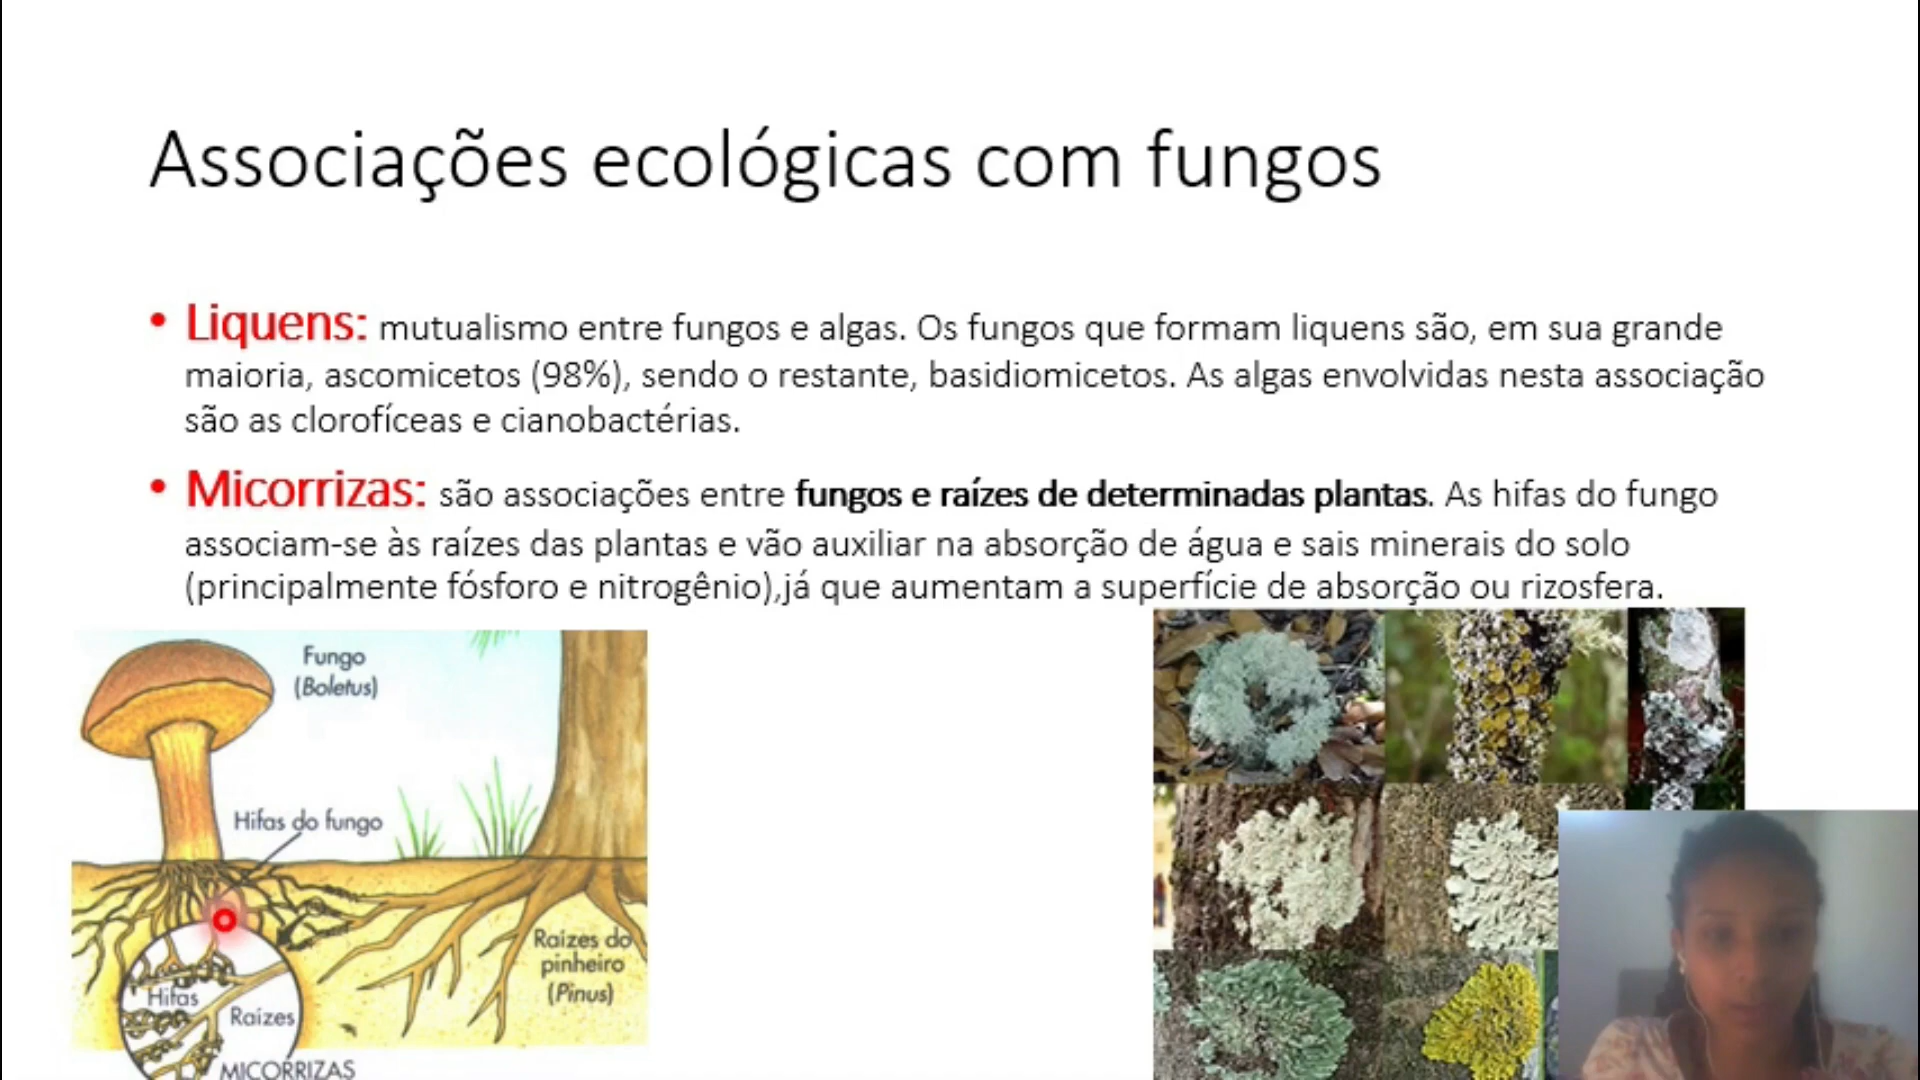 Associações ecológicas com fungos
• Liquens: mutualismo entre fungos e algas. Os fungos que formam liquens são, em sua grande
maioria, ascomicetos (98%), sendo o restante, basidiomicetos. As algas envolvidas nesta associação
são as clorofíceas e cianobactérias.
• Micorrizas: são associações entre fungos e raízes de determinadas plantas. As hifas do fungo
associam-se às raízes das plantas e vão auxiliar na absorção de água e sais minerais do solo
(principalmente fósforo e nitrogênio),já que aumentam a superfície de absorção ou rizosfera.
Fungo
(Boletus)
Hifas do fungo
Raízes do
pinheiro
(Pinus)
Hifas
Raízes
MICORRIZAS